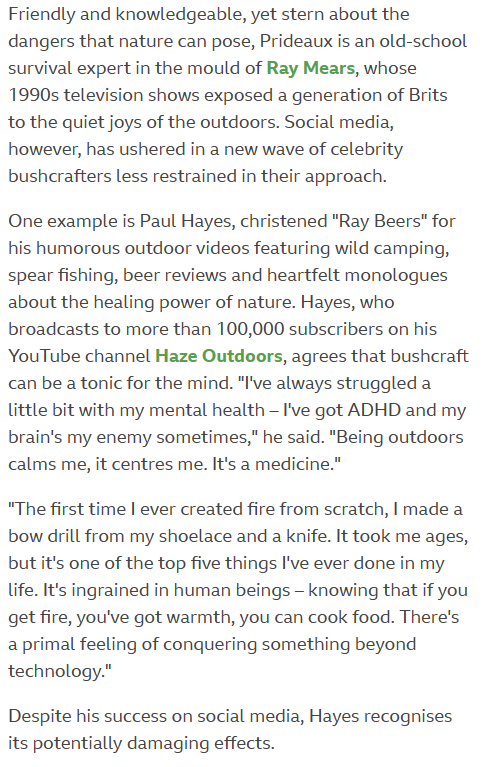 Friendly and knowledgeable, yet stern about the
dangers that nature can pose, Prideaux is an old-school
survival expert in the mould of Ray Mears, whose
1990s television shows exposed a generation of Brits
to the quiet joys of the outdoors. Social media,
however, has ushered in a new wave of celebrity
bushcrafters less restrained in their approach.
One example is Paul Hayes, christened "Ray Beers" for
his humorous outdoor videos featuring wild camping,
spear fishing, beer reviews and heartfelt monologues
about the healing power of nature. Hayes, who
broadcasts to more than 100,000 subscribers on his
YouTube channel Haze Outdoors, agrees that bushcraft
can be a tonic for the mind. "I've always struggled a
little bit with my mental health – I've got ADHD and my
brain's my enemy sometimes," he said. "Being outdoors
calms me, it centres me. It's a medicine."
"The first time I ever created fire from scratch, I made a
bow drill from my shoelace and a knife. It took me ages,
but it's one of the top five things I've ever done in my
life. It's ingrained in human beings – knowing that if you
get fire, you've got warmth, you can cook food. There's
a primal feeling of conquering something beyond
technology."
Despite his success on social media, Hayes recognises
its potentially damaging effects.